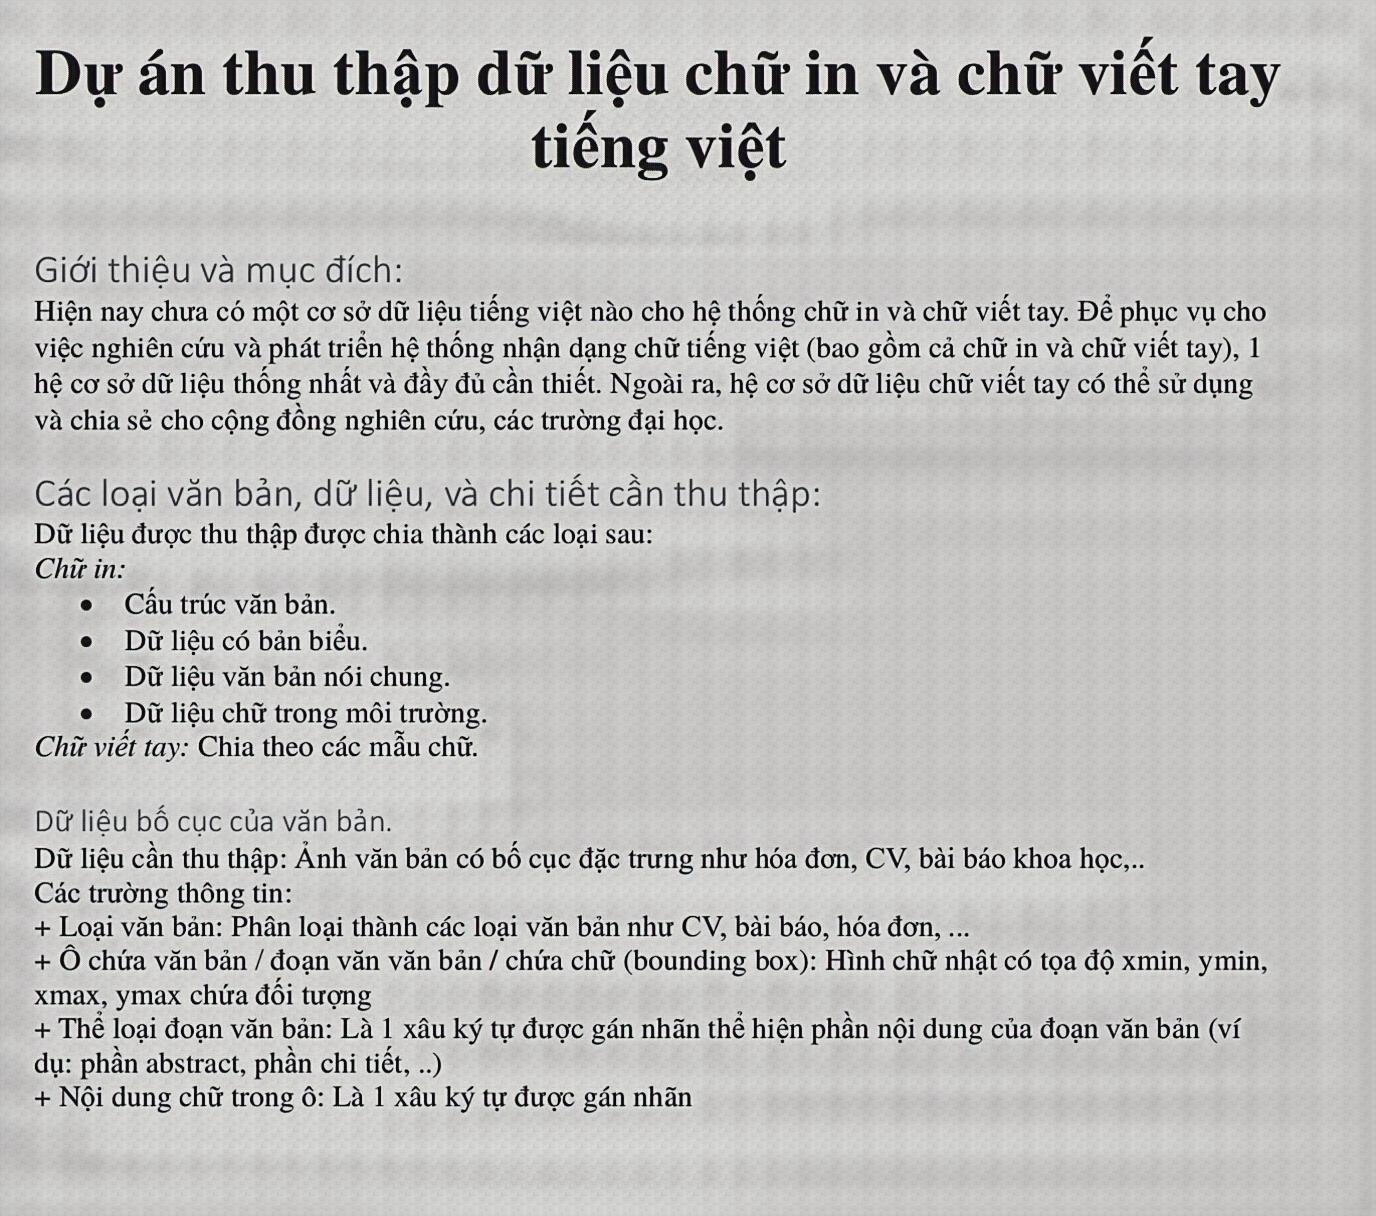 Dự án thu thập dữ liệu chữ in và chữ viết tay
tiếng việt
Giới thiệu và mục đích:
Hiện nay chưa có một cơ sở dữ liệu tiếng việt nào cho hệ thống chữ in và chữ viết tay. Để phục vụ cho
việc nghiên cứu và phát triển hệ thống nhận dạng chữ tiếng việt (bao gồm cả chữ in và chữ viết tay), 1
hệ cơ sở dữ liệu thống nhất và đầy đủ cần thiết. Ngoài ra, hệ cơ sở dữ liệu chữ viết tay có thể sử dụng
và chia sẻ cho cộng đồng nghiên cứu, các trường đại học.
Các loại văn bản, dữ liệu, và chi tiết cần thu thập:
Dữ liệu được thu thập được chia thành các loại sau:
Chữ in:
• Cấu trúc văn bản.
• Dữ liệu có bản biểu.
• Dữ liệu văn bản nói chung.
• Dữ liệu chữ trong môi trường.
Chữ viết tay: Chia theo các mẫu chữ.
Dữ liệu bố cục của văn bản.
Dữ liệu cần thu thập: Ảnh văn bản có bố cục đặc trưng như hóa đơn, CV, bài báo khoa học,..
Các trường thông tin:
+ Loại văn bản: Phân loại thành các loại văn bản như CV, bài báo, hóa đơn, ...
+ Ô chứa văn bản / đoạn văn văn bản / chứa chữ (bounding box): Hình chữ nhật có tọa độ xmin, ymin,
xmax, ymax chứa đối tượng
+ Thể loại đoạn văn bản: Là 1 xâu ký tự được gán nhãn thể hiện phần nội dung của đoạn văn bản (ví
dụ: phần abstract, phần chi tiết, ..)
+ Nội dung chữ trong ô: Là 1 xâu ký tự được gán nhãn